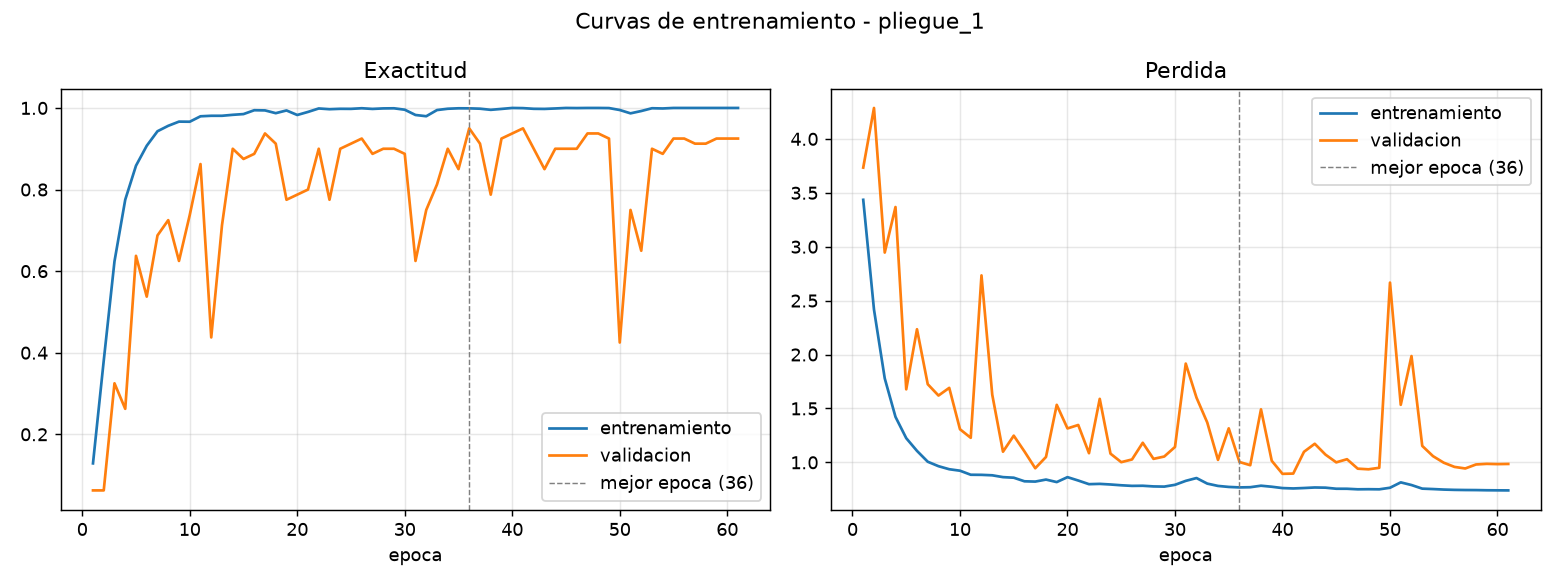 Curvas de entrenamiento - pliegue_1
Exactitud
1.0
0.8
0.6
0.4
0.2
0 10 20 30 40 50 60
epoca
entrenamiento
validacion
mejor epoca (36)
Perdida
4.0
3.5
3.0
2.5
2.0
1.5
1.0
0 10 20 30 40 50 60
epoca
entrenamiento
validacion
mejor epoca (36)